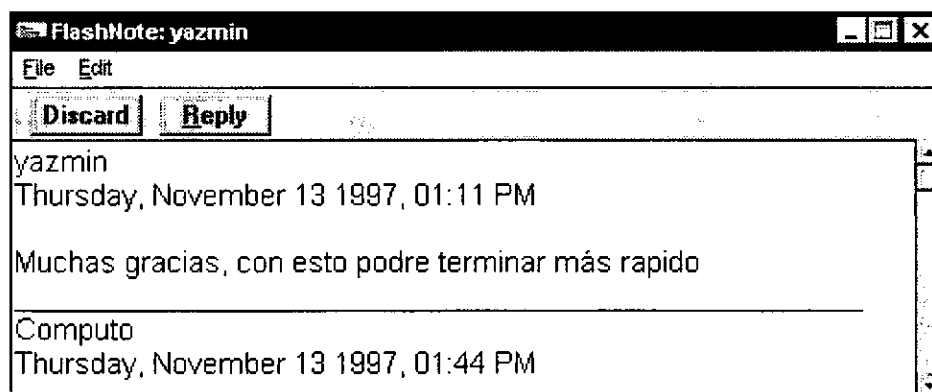 FlashNote: yazmin
File Edit
Discard Reply
yazmin
Thursday, November 13 1997, 01:11 PM
Muchas gracias, con esto podre terminar más rapido
Computo
Thursday, November 13 1997, 01:44 PM